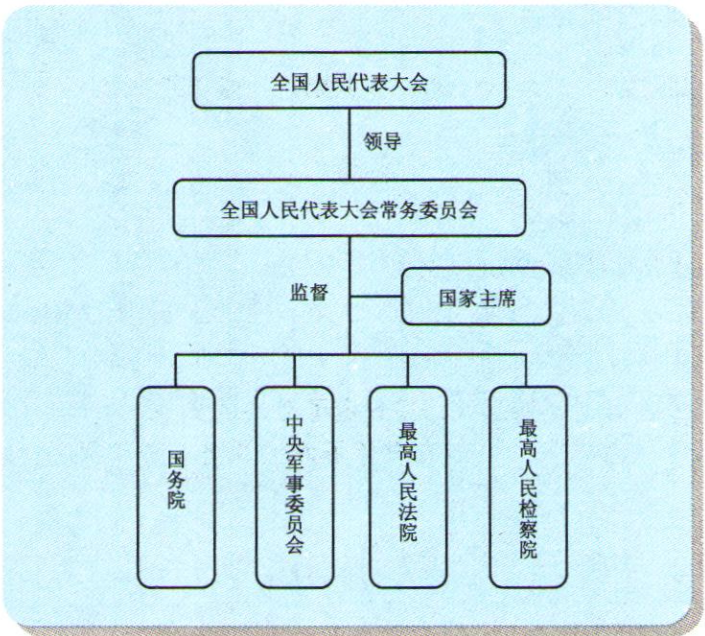 全国人民代表大会
领导
全国人民代表大会常务委员会
监督
国家主席
国务院
中央军事委员会
最高人民法院
最高人民检察院